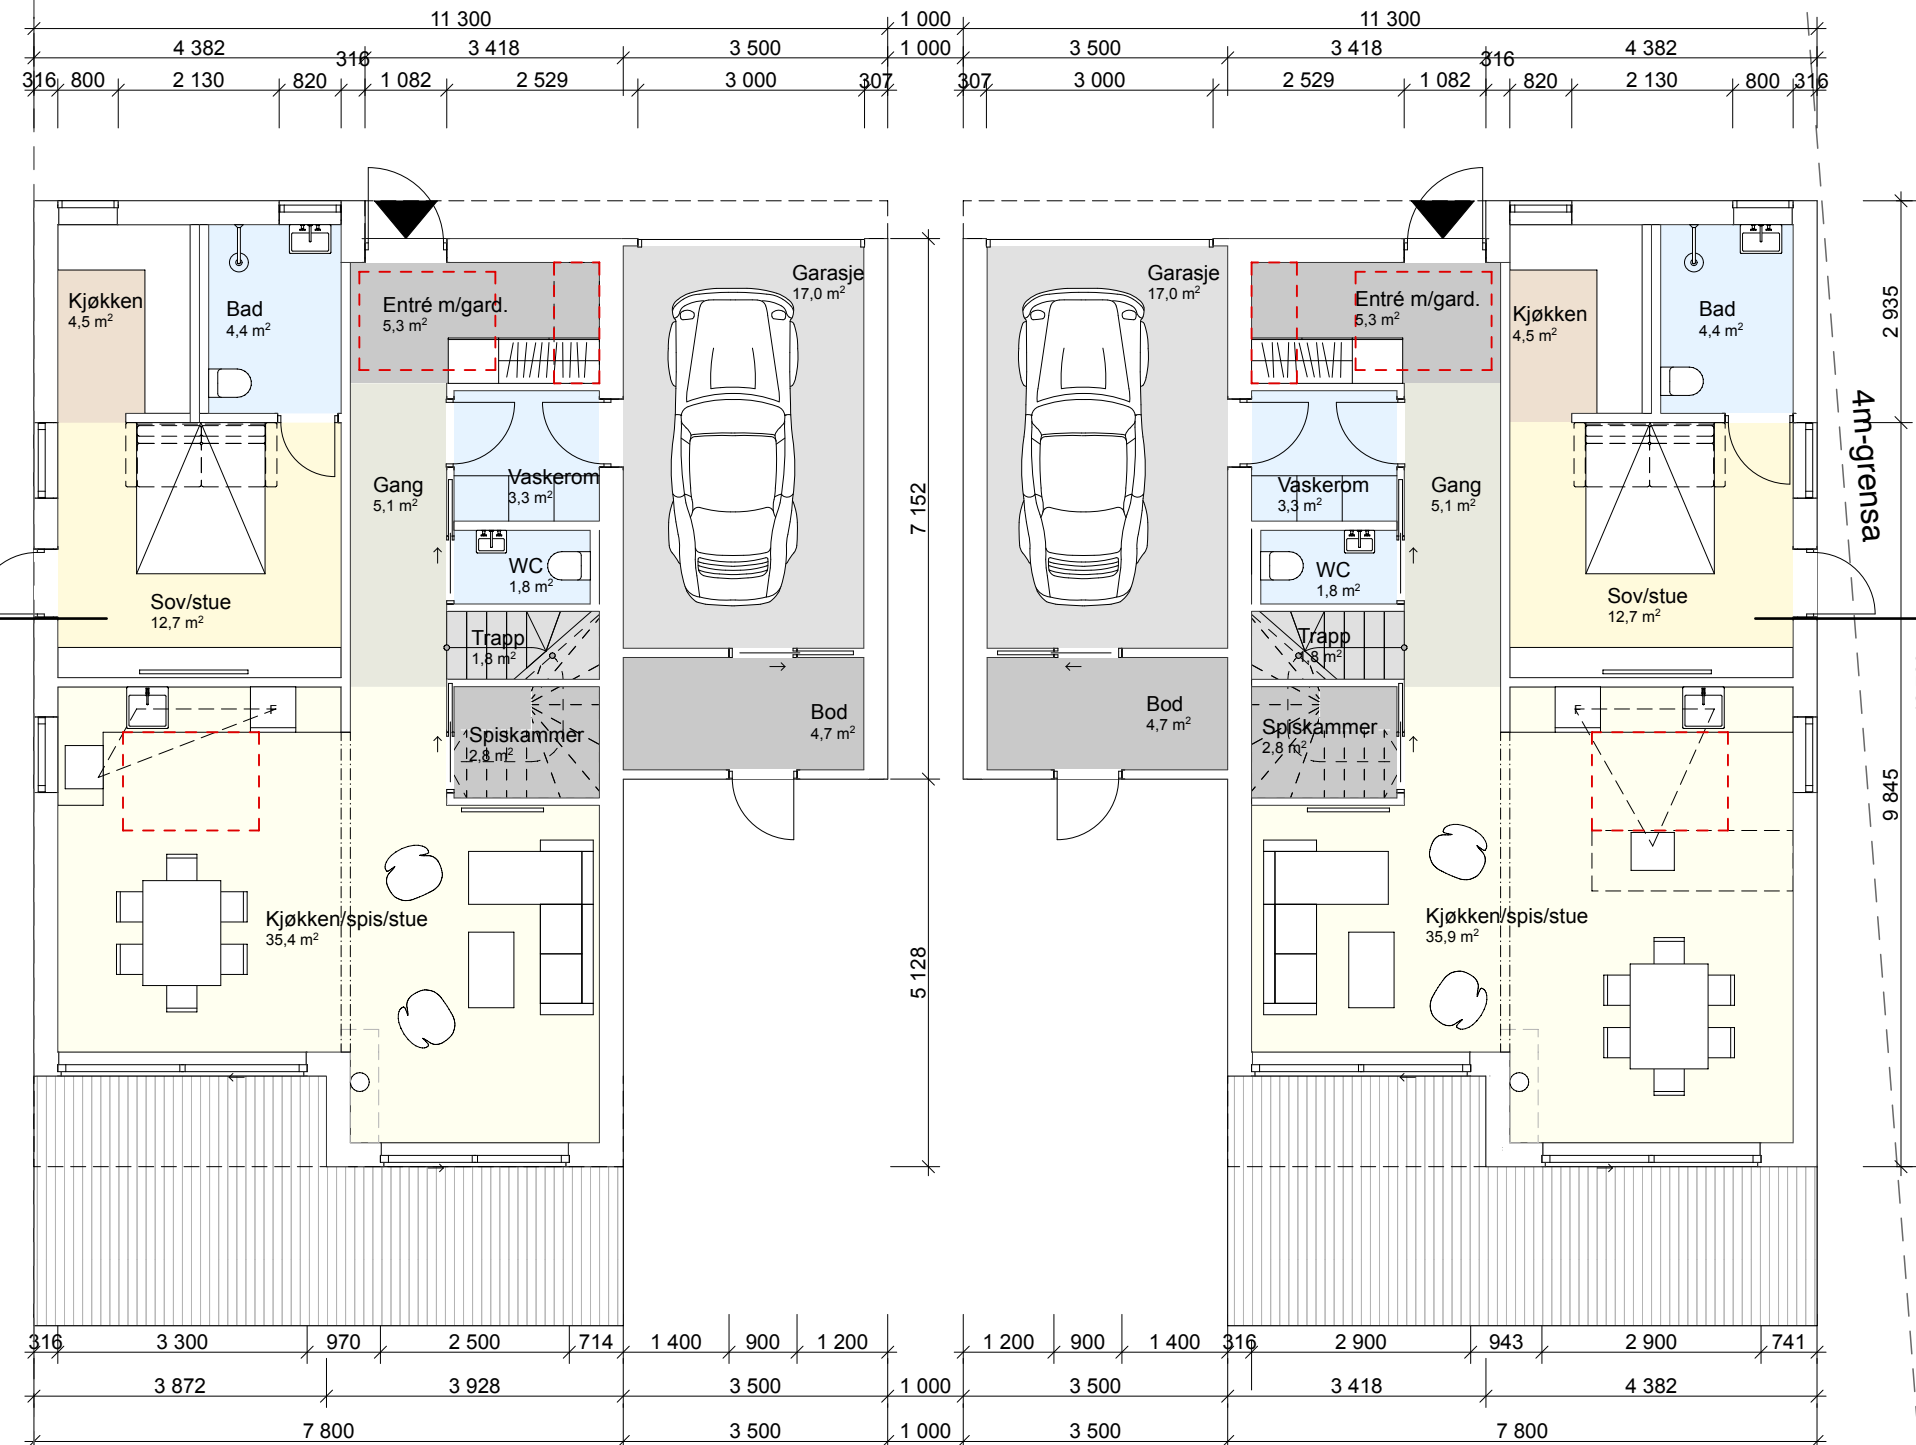 11 300 1 000 11 300
4 382 3 418 3 500 1 000 3 500 3 418 4 382
316 316
316 800 2 130 820 1 082 2 529 3 000 307 307 3 000 2 529 1 082 820 2 130 800 316
Garasje
17,0 m²
Garasje
17,0 m²
Kjøkken
4,5 m²
Bad
4,4 m²
Entré m/gard.
5,3 m²
Entré m/gard.
5,3 m²
Kjøkken
4,5 m²
Bad
4,4 m²
2 935
4m-grensa
Gang
5,1 m²
Vaskerom
3,3 m²
7 152
Vaskerom
3,3 m²
Gang
5,1 m²
WC
1,8 m²
WC
1,8 m²
Sov/stue
12,7 m²
Sov/stue
12,7 m²
Trapp
1,8 m²
Trapp
1,8 m²
Bod
4,7 m²
Bod
4,7 m²
F
F
Spiskammer
2,8 m²
Spiskammer
2,8 m²
9 845
Kjøkken/spis/stue
35,4 m²
Kjøkken/spis/stue
35,9 m²
5 128
316 3 300 970 2 500 714 1 400 900 1 200 1 200 900 1 400 316 2 900 943 2 900 741
3 872 3 928 3 500 1 000 3 500 3 418 4 382
7 800 3 500 1 000 3 500 7 800